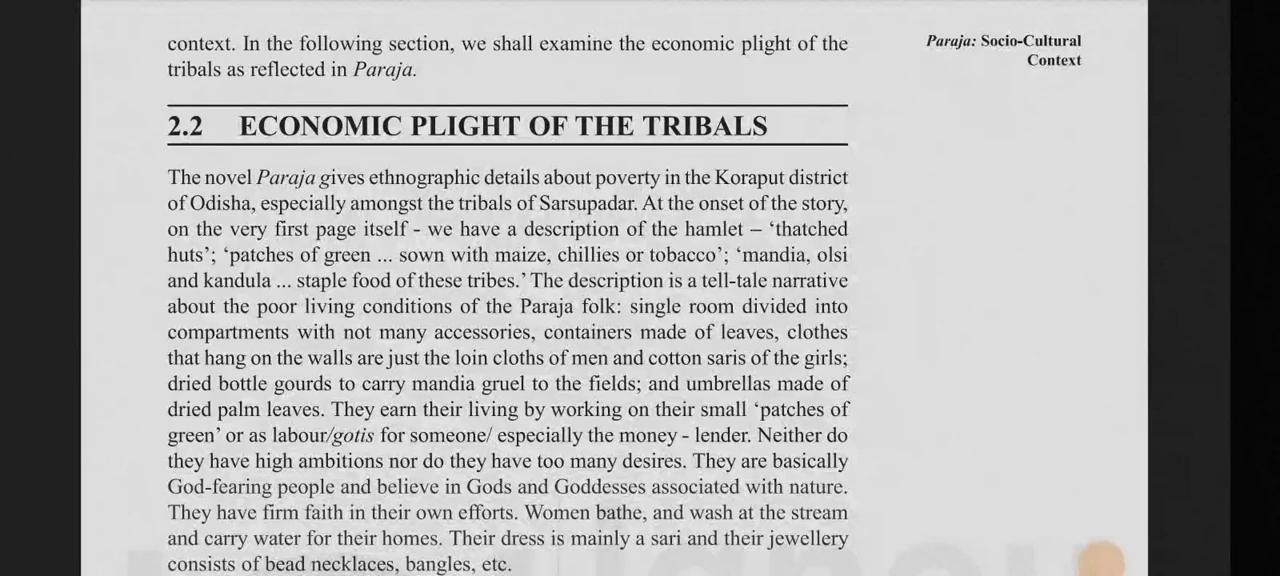 context. In the following section, we shall examine the economic plight of the
tribals as reflected in Paraja.
Paraja: Socio-Cultural
Context
2.2 ECONOMIC PLIGHT OF THE TRIBALS
The novel Paraja gives ethnographic details about poverty in the Koraput district
of Odisha, especially amongst the tribals of Sarsupadar. At the onset of the story,
on the very first page itself - we have a description of the hamlet – ‘thatched
huts’; ‘patches of green ... sown with maize, chillies or tobacco’; ‘mandia, olsi
and kandula ... staple food of these tribes.’ The description is a tell-tale narrative
about the poor living conditions of the Paraja folk: single room divided into
compartments with not many accessories, containers made of leaves, clothes
that hang on the walls are just the loin cloths of men and cotton saris of the girls;
dried bottle gourds to carry mandia gruel to the fields; and umbrellas made of
dried palm leaves. They earn their living by working on their small ‘patches of
green’ or as labour/gotis for someone/ especially the money - lender. Neither do
they have high ambitions nor do they have too many desires. They are basically
God-fearing people and believe in Gods and Goddesses associated with nature.
They have firm faith in their own efforts. Women bathe, and wash at the stream
and carry water for their homes. Their dress is mainly a sari and their jewellery
consists of bead necklaces, bangles, etc.